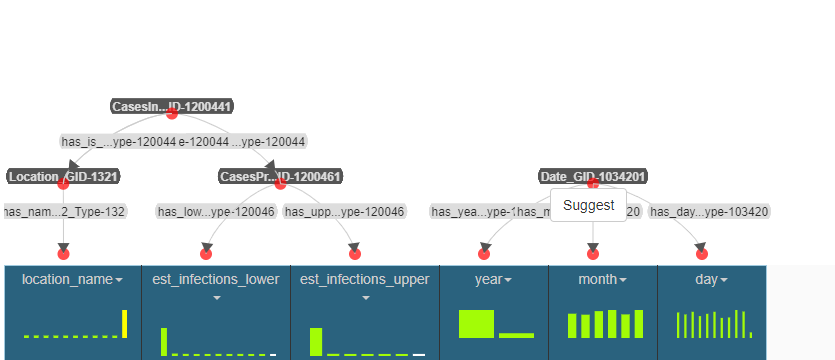 CasesIn...ID-1200441
has_is_...ype-120044 e-120044 ...ype-120044
Location_GID-1321 CasesPr...ID-1200461 Date_GID-1034201
Suggest
has_nam...2_Type-132 has_low...ype-120046 has_upp...ype-120046 has_yea...ype-1 has_m 20 has_day...ype-103420
location_name est_infections_lower est_infections_upper year month day